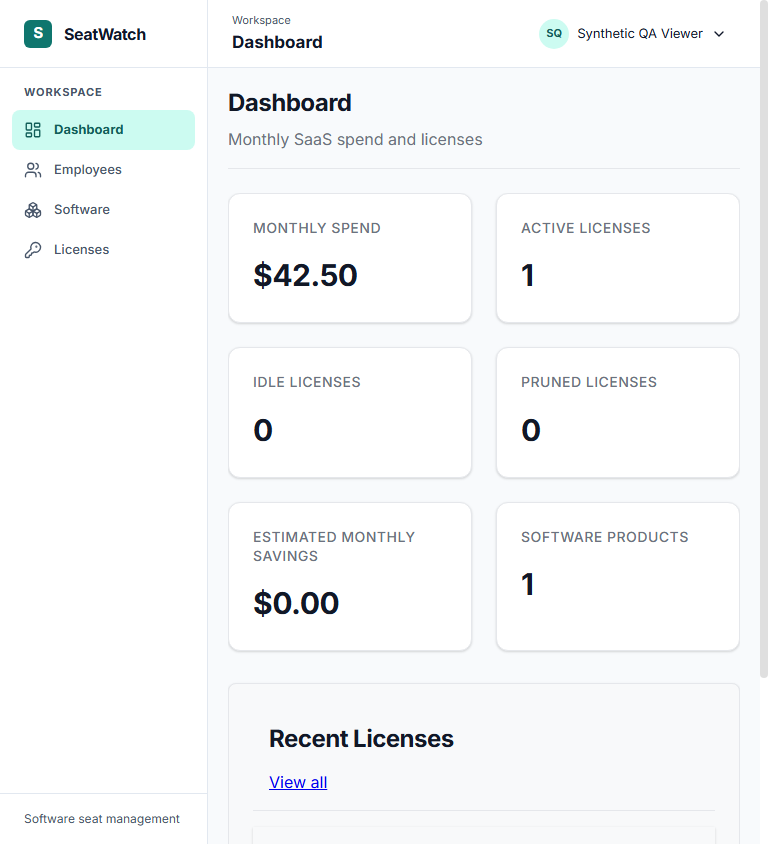 S SeatWatch
WORKSPACE
Dashboard
Employees
Software
Licenses
Software seat management
Workspace
Dashboard
SQ Synthetic QA Viewer
Dashboard
Monthly SaaS spend and licenses
MONTHLY SPEND
$42.50
ACTIVE LICENSES
1
IDLE LICENSES
0
PRUNED LICENSES
0
ESTIMATED MONTHLY
SAVINGS
$0.00
SOFTWARE PRODUCTS
1
Recent Licenses
View all